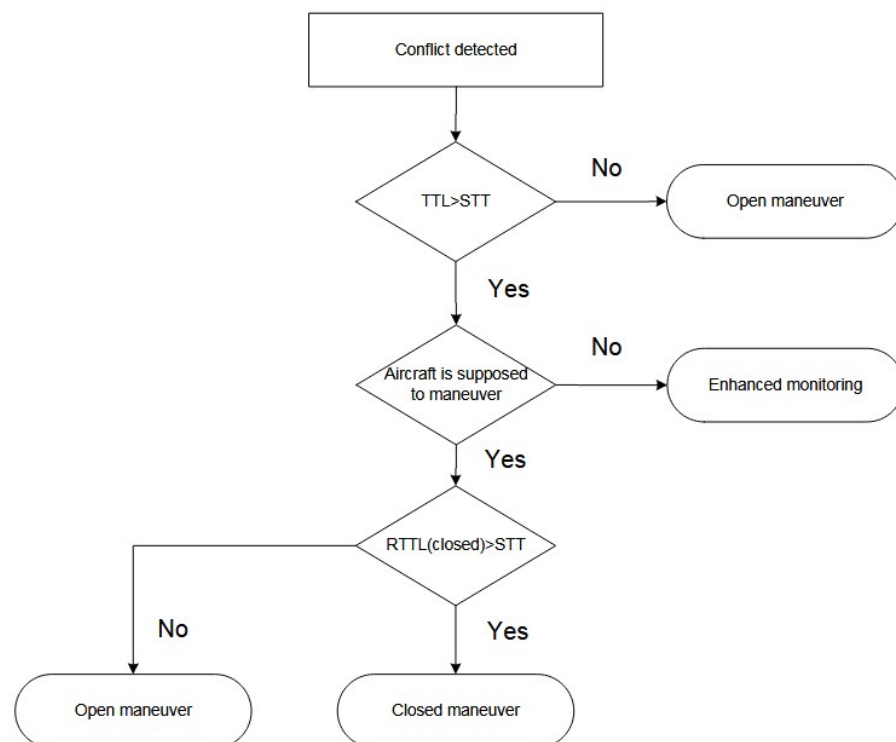 Conflict detected
TTL>STT
No
Open maneuver
Yes
Aircraft is supposed
to maneuver
No
Enhanced monitoring
Yes
RTTL(closed)>STT
No
Yes
Open maneuver
Closed maneuver